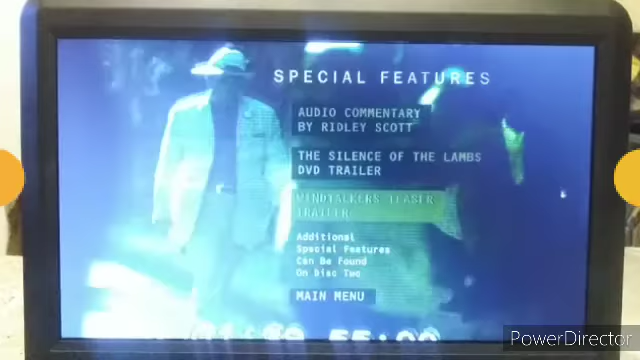 SPECIAL FEATURES
AUDIO COMMENTARY
BY RIDLEY SCOTT
THE SILENCE OF THE LAMBS
DVD TRAILER
WINDTALKERS TEASER
TRAILER
Additional
Special Features
Can Be Found
On Disc Two
MAIN MENU
PowerDirector